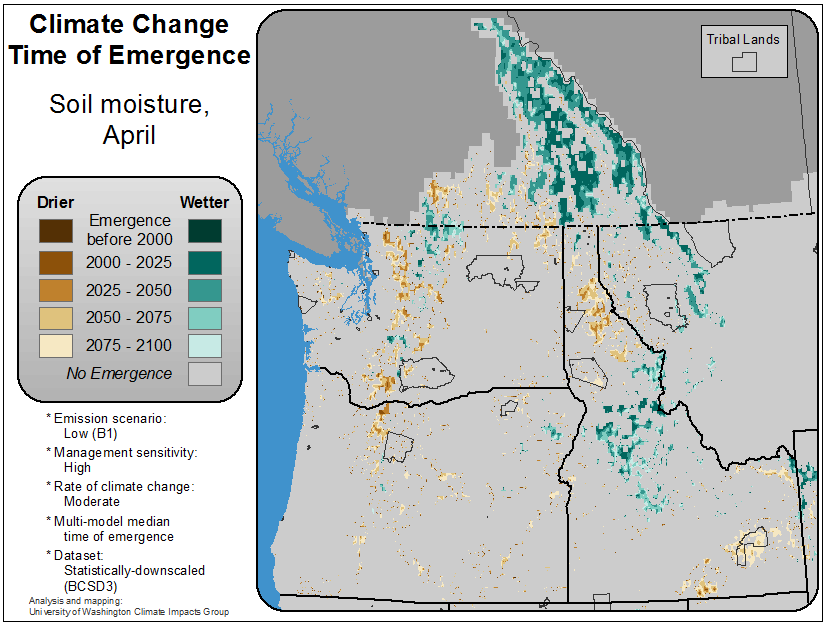 Climate Change
Time of Emergence
Soil moisture,
April
Drier
Wetter
Emergence
before 2000
2000 - 2025
2025 - 2050
2050 - 2075
2075 - 2100
No Emergence
* Emission scenario:
Low (B1)
* Management sensitivity:
High
* Rate of climate change:
Moderate
* Multi-model median
time of emergence
* Dataset:
Statistically-downscaled
(BCSD3)
Analysis and mapping:
University of Washington Climate Impacts Group
Tribal Lands